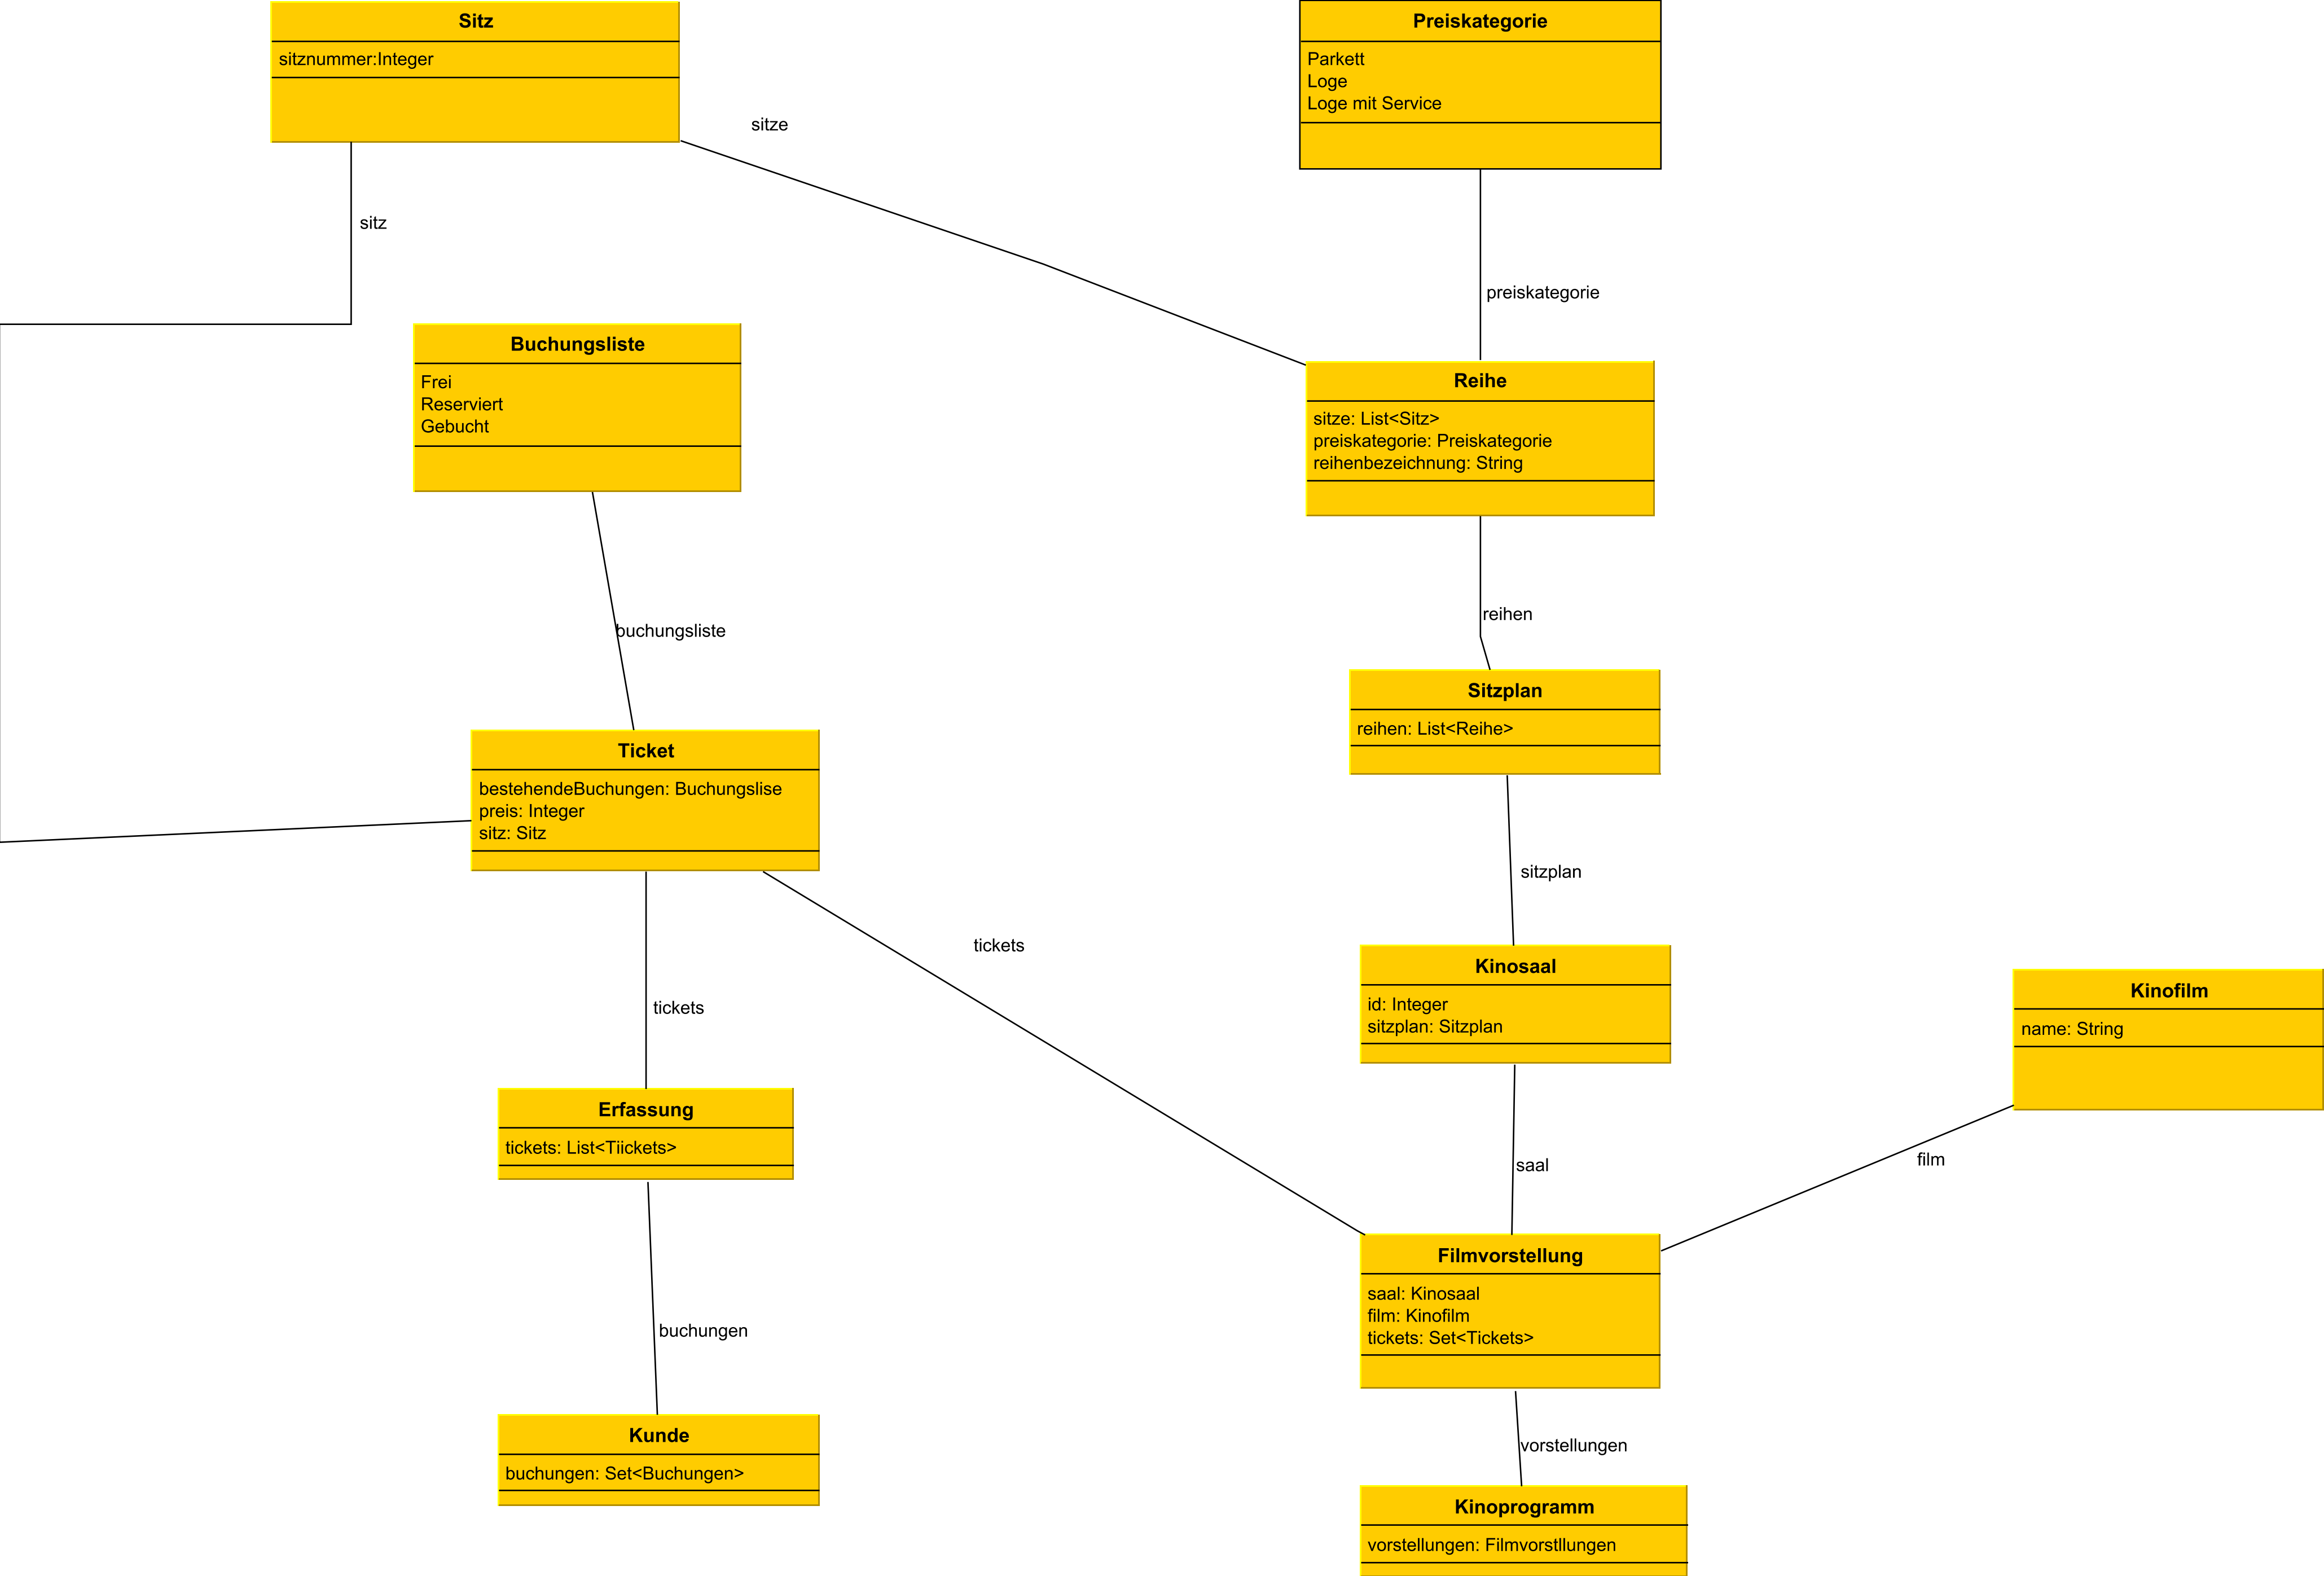 Sitz
sitznummer:Integer
Preiskategorie
Parkett
Loge
Loge mit Service
sitze
sitz
preiskategorie
Buchungsliste
Frei
Reserviert
Gebucht
Reihe
sitze: List<Sitz>
preiskategorie: Preiskategorie
reihenbezeichnung: String
buchungsliste
reihen
Sitzplan
reihen: List<Reihe>
Ticket
bestehendeBuchungen: Buchungslise
preis: Integer
sitz: Sitz
sitzplan
tickets
Kinosaal
id: Integer
sitzplan: Sitzplan
Kinofilm
name: String
tickets
Erfassung
tickets: List<Tiickets>
saal
film
Filmvorstellung
saal: Kinosaal
film: Kinofilm
tickets: Set<Tickets>
buchungen
Kunde
buchungen: Set<Buchungen>
vorstellungen
Kinoprogramm
vorstellungen: Filmvorstllungen